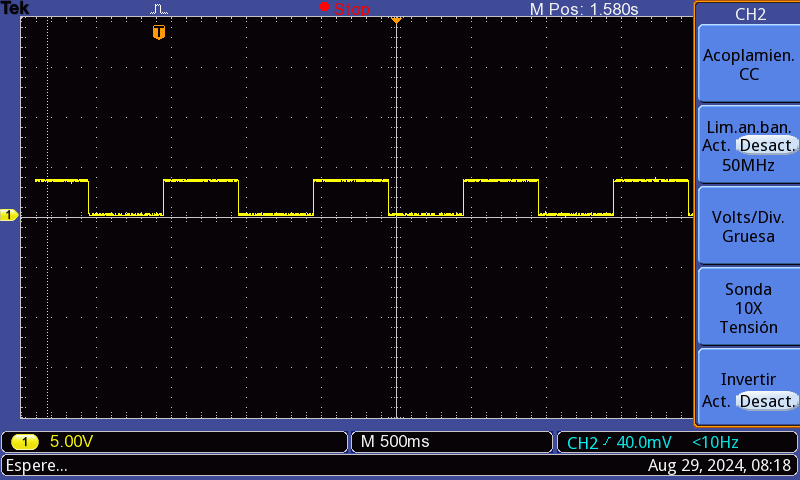 Tek Stop M Pos: 1.580s CH2
T
Acoplamien.
CC
Lim.an.ban.
Act. Desact.
50MHz
1
Volts/Div.
Gruesa
Sonda
10X
Tensión
Invertir
Act. Desact.
1 5.00V M 500ms CH2 40.0mV <10Hz
Espere... Aug 29, 2024, 08:18